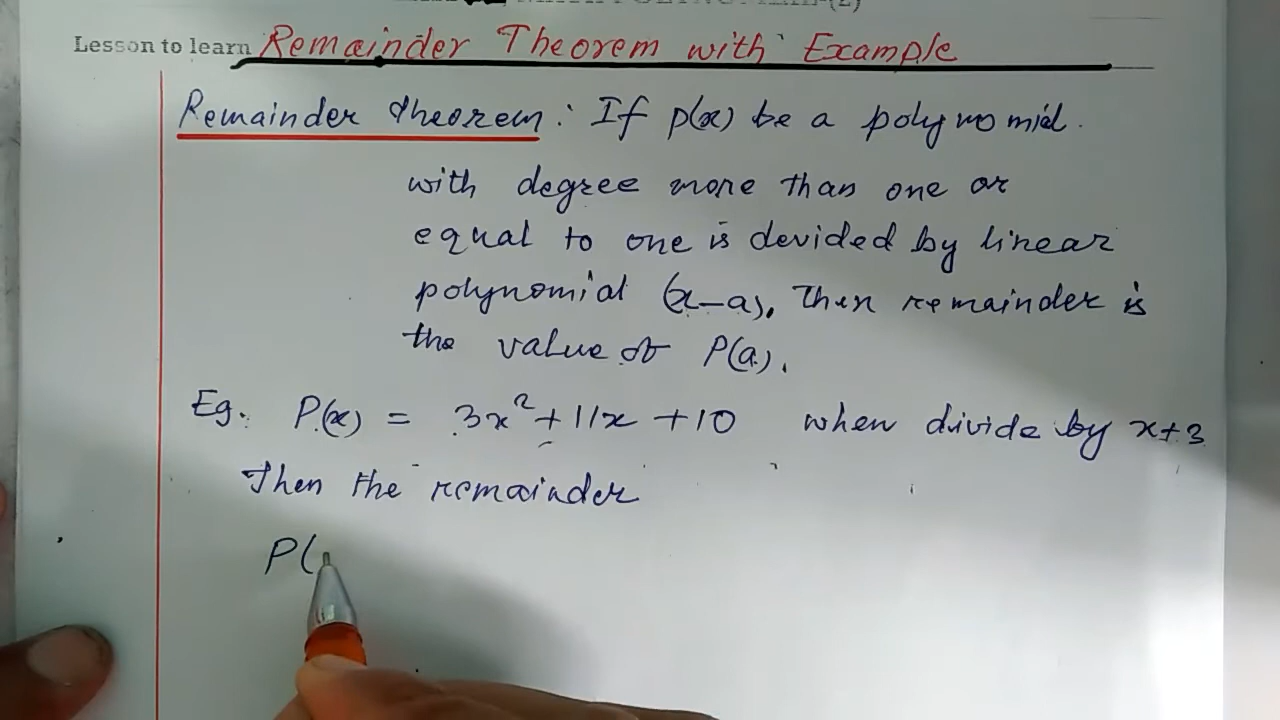 Lesson to learn Remainder Theorem with Example
Remainder theorem: If p(x) be a polynomial.
with degree more than one or
equal to one is devided by linear
polynomial (x-a), Then remainder is
the value of P(a).
Eg. P(x) = 3x²+11x+10 when divide by x+3
Then the remainder
P(